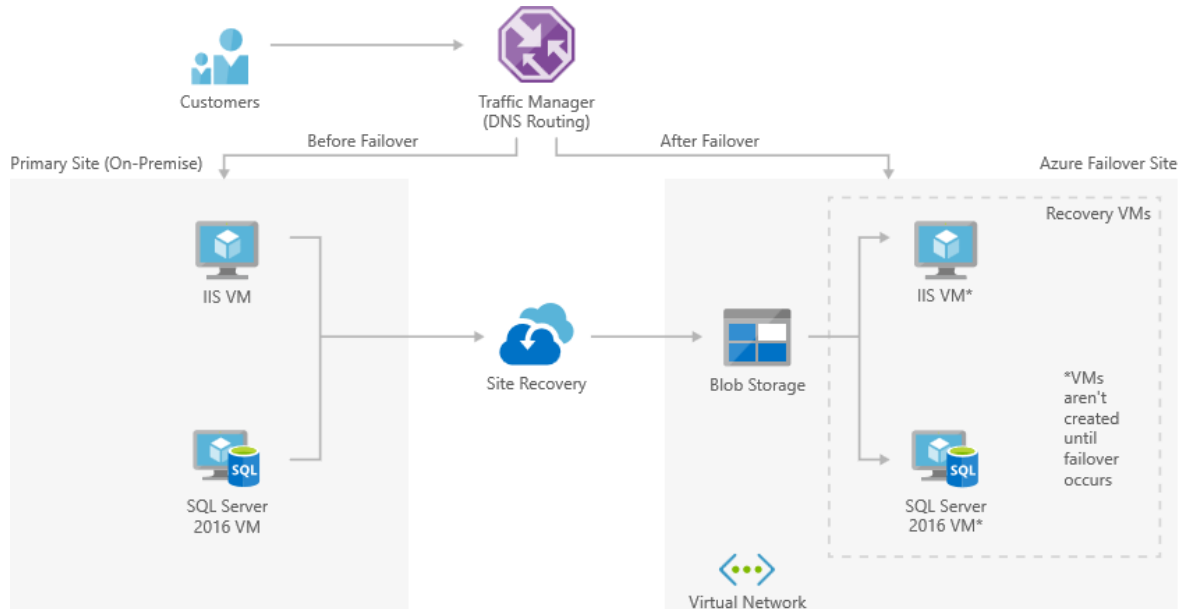 Customers
Traffic Manager
(DNS Routing)
Before Failover
After Failover
Primary Site (On-Premise)
Azure Failover Site
Recovery VMs
IIS VM
IIS VM*
Site Recovery
Blob Storage
*VMs
aren't
created
until
failover
occurs
SQL
SQL Server
2016 VM
SQL
SQL Server
2016 VM*
Virtual Network